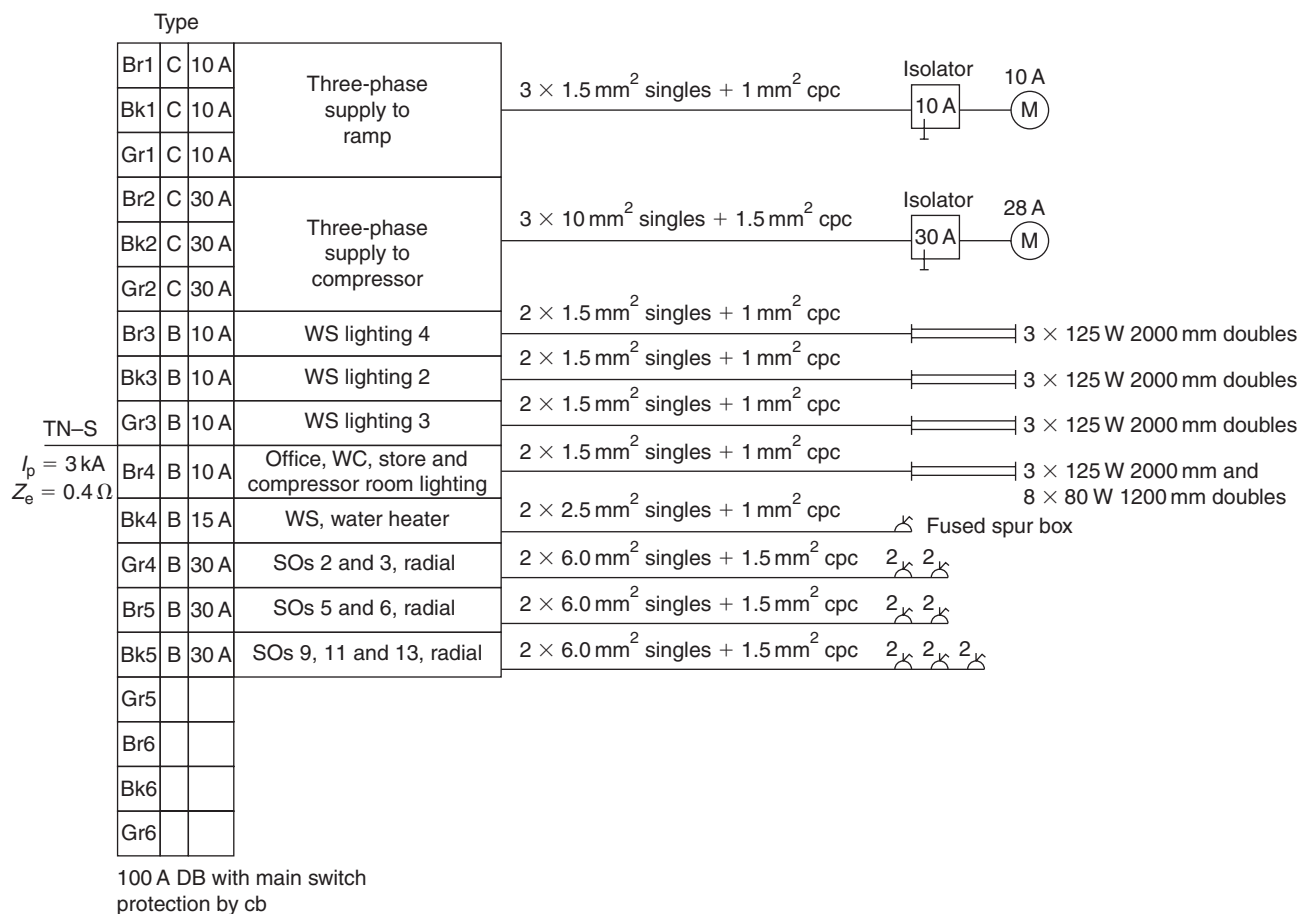 Type
Br1 C 10 A
Three-phase
supply to
ramp
3 × 1.5 mm² singles + 1 mm² cpc
Isolator
10 A
10 A
M
Bk1 C 10 A
Gr1 C 10 A
Br2 C 30 A
Three-phase
supply to
compressor
3 × 10 mm² singles + 1.5 mm² cpc
Isolator
30 A
28 A
M
Bk2 C 30 A
Gr2 C 30 A
Br3 B 10 A WS lighting 4 2 × 1.5 mm² singles + 1 mm² cpc 3 × 125 W 2000 mm doubles
Bk3 B 10 A WS lighting 2 2 × 1.5 mm² singles + 1 mm² cpc 3 × 125 W 2000 mm doubles
Gr3 B 10 A WS lighting 3 2 × 1.5 mm² singles + 1 mm² cpc 3 × 125 W 2000 mm doubles
TN–S
Iₚ = 3 kA
Zₑ = 0.4 Ω
Br4 B 10 A
Office, WC, store and
compressor room lighting
2 × 1.5 mm² singles + 1 mm² cpc
3 × 125 W 2000 mm and
8 × 80 W 1200 mm doubles
Bk4 B 15 A WS, water heater 2 × 2.5 mm² singles + 1 mm² cpc Fused spur box
Gr4 B 30 A SOs 2 and 3, radial 2 × 6.0 mm² singles + 1.5 mm² cpc 2 2
Br5 B 30 A SOs 5 and 6, radial 2 × 6.0 mm² singles + 1.5 mm² cpc 2 2
Bk5 B 30 A SOs 9, 11 and 13, radial 2 × 6.0 mm² singles + 1.5 mm² cpc 2 2 2
Gr5
Br6
Bk6
Gr6
100 A DB with main switch
protection by cb